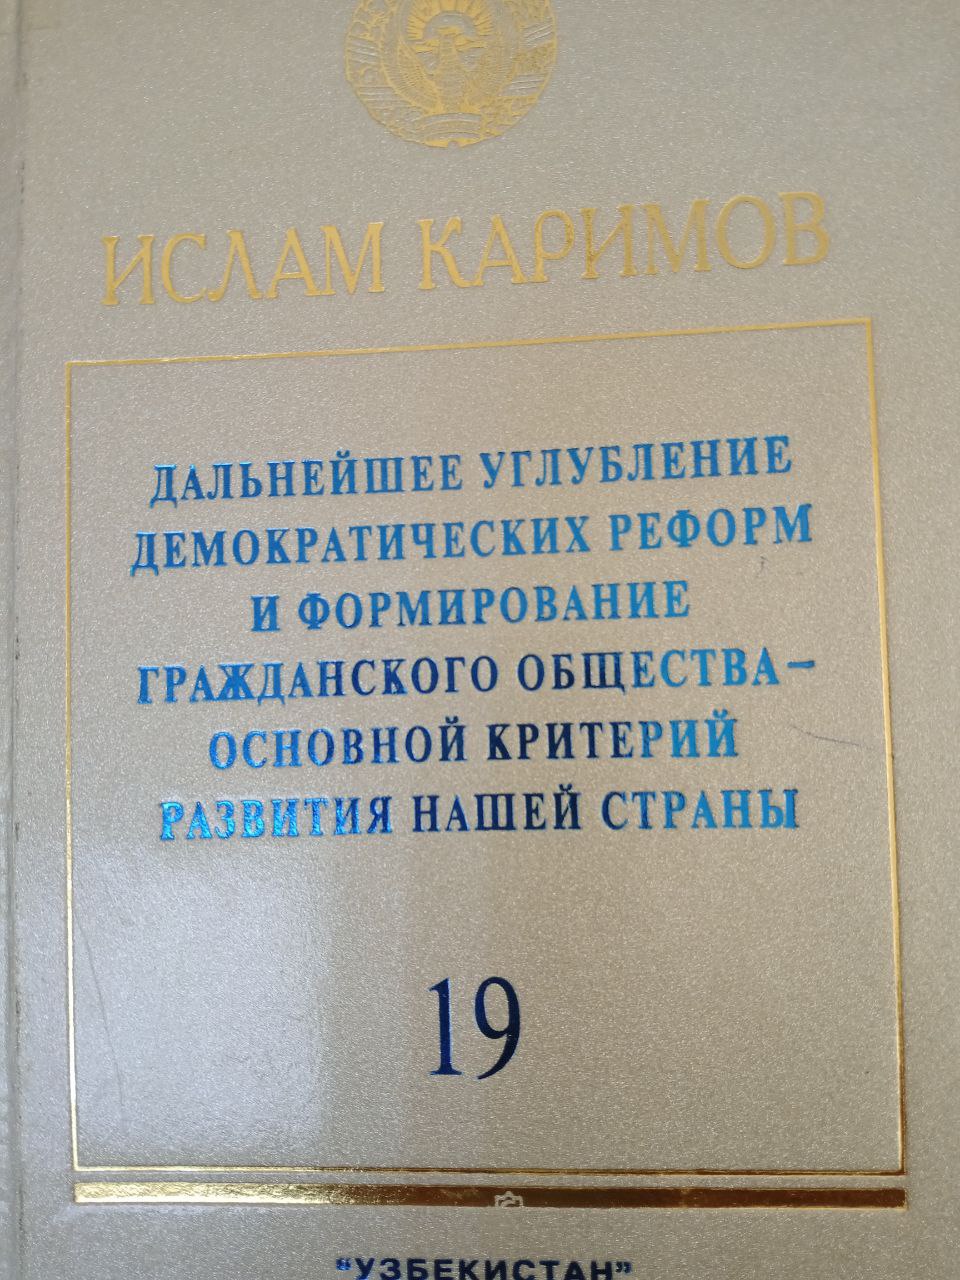 ИСЛАМ КАРИМОВ
ДАЛЬНЕЙШЕЕ УГЛУБЛЕНИЕ
ДЕМОКРАТИЧЕСКИХ РЕФОРМ
И ФОРМИРОВАНИЕ
ГРАЖДАНСКОГО ОБЩЕСТВА–
ОСНОВНОЙ КРИТЕРИЙ
РАЗВИТИЯ НАШЕЙ СТРАНЫ
19
"УЗБЕКИСТАН"